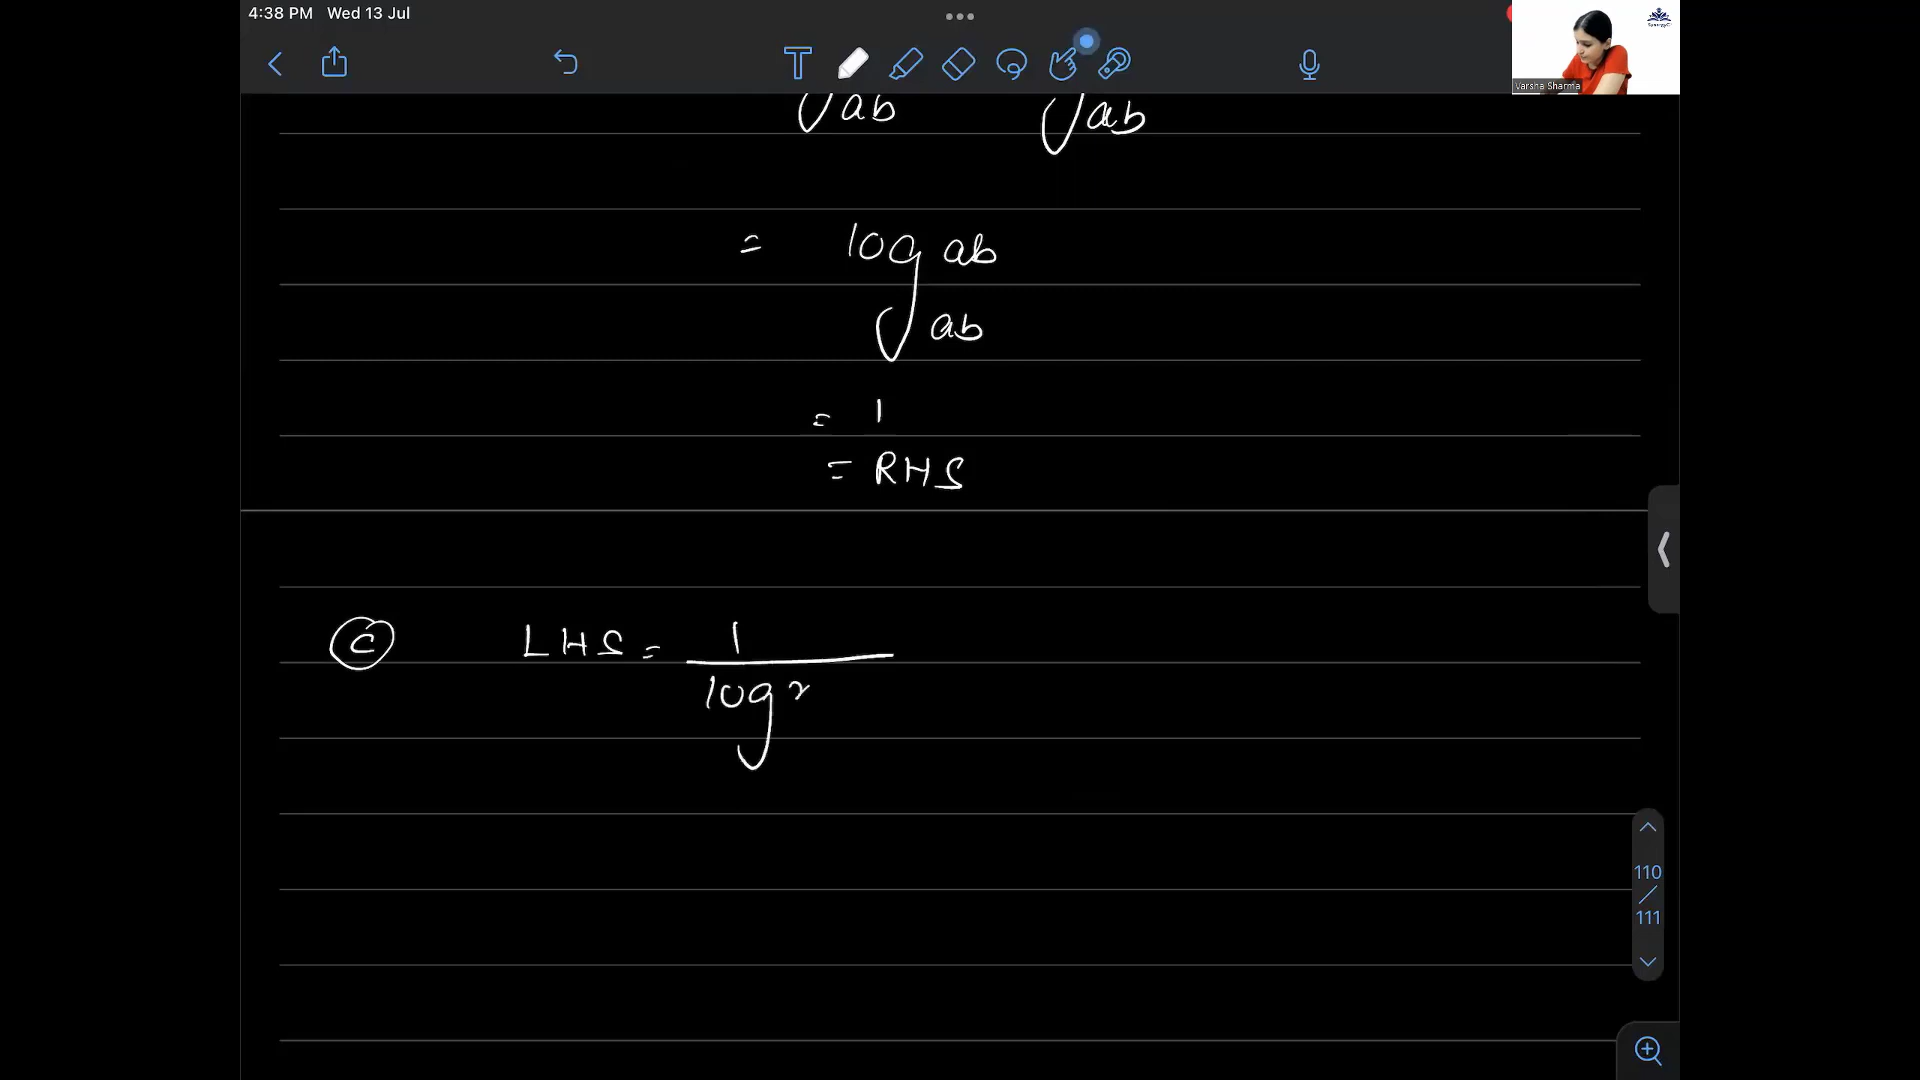 4:38 PM Wed 13 Jul
T
Varsha Sharma
ab ab
= log ab
ab
= 1
= RHS
C LHS = 1
log
110
111